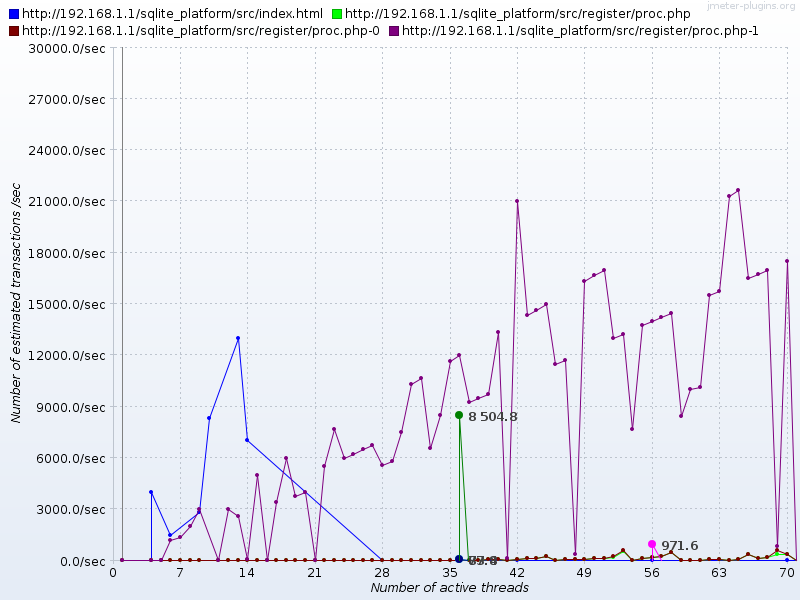 jmeter-plugins.org
http://192.168.1.1/sqlite_platform/src/index.html http://192.168.1.1/sqlite_platform/src/register/proc.php
http://192.168.1.1/sqlite_platform/src/register/proc.php-0 http://192.168.1.1/sqlite_platform/src/register/proc.php-1
30000.0/sec
27000.0/sec
24000.0/sec
21000.0/sec
18000.0/sec
15000.0/sec
12000.0/sec
9000.0/sec
6000.0/sec
3000.0/sec
0.0/sec
Number of estimated transactions /sec
8 504.8
971.6
0 7 14 21 28 35 42 49 56 63 70
Number of active threads